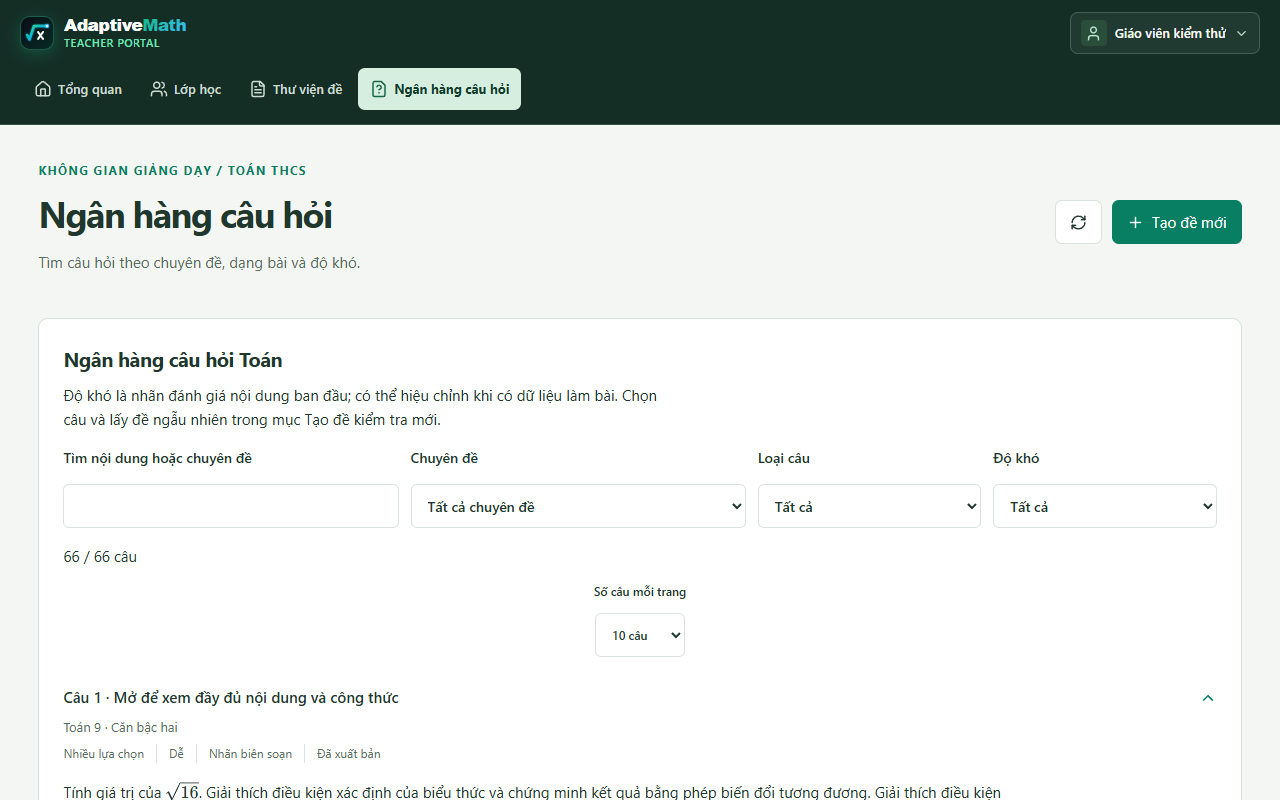 AdaptiveMath
TEACHER PORTAL
Giáo viên kiểm thử
Tổng quan
Lớp học
Thư viện đề
Ngân hàng câu hỏi
KHÔNG GIAN GIẢNG DẠY / TOÁN THCS
Ngân hàng câu hỏi
Tạo đề mới
Tìm câu hỏi theo chuyên đề, dạng bài và độ khó.
Ngân hàng câu hỏi Toán
Độ khó là nhãn đánh giá nội dung ban đầu; có thể hiệu chỉnh khi có dữ liệu làm bài. Chọn
câu và lấy đề ngẫu nhiên trong mục Tạo đề kiểm tra mới.
Tìm nội dung hoặc chuyên đề
Chuyên đề
Loại câu
Độ khó
Tất cả chuyên đề
Tất cả
Tất cả
66 / 66 câu
Số câu mỗi trang
10 câu
Câu 1 · Mở để xem đầy đủ nội dung và công thức
Toán 9 · Căn bậc hai
Nhiều lựa chọn
Dễ
Nhãn biên soạn
Đã xuất bản
Tính giá trị của √16. Giải thích điều kiện xác định của biểu thức và chứng minh kết quả bằng phép biến đổi tương đương. Giải thích điều kiện